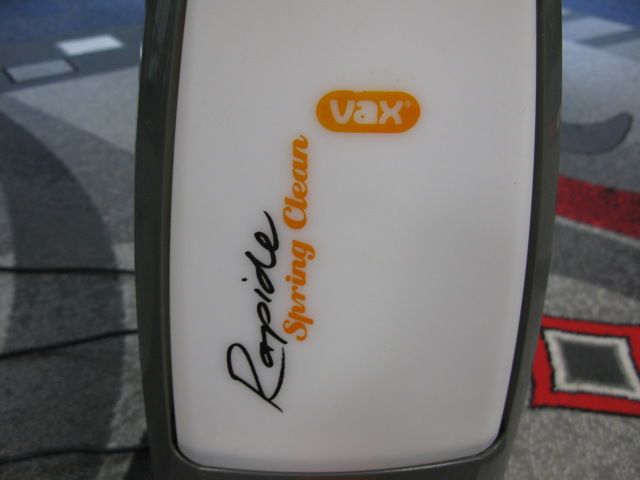 vax
Rapide
Spring Clean